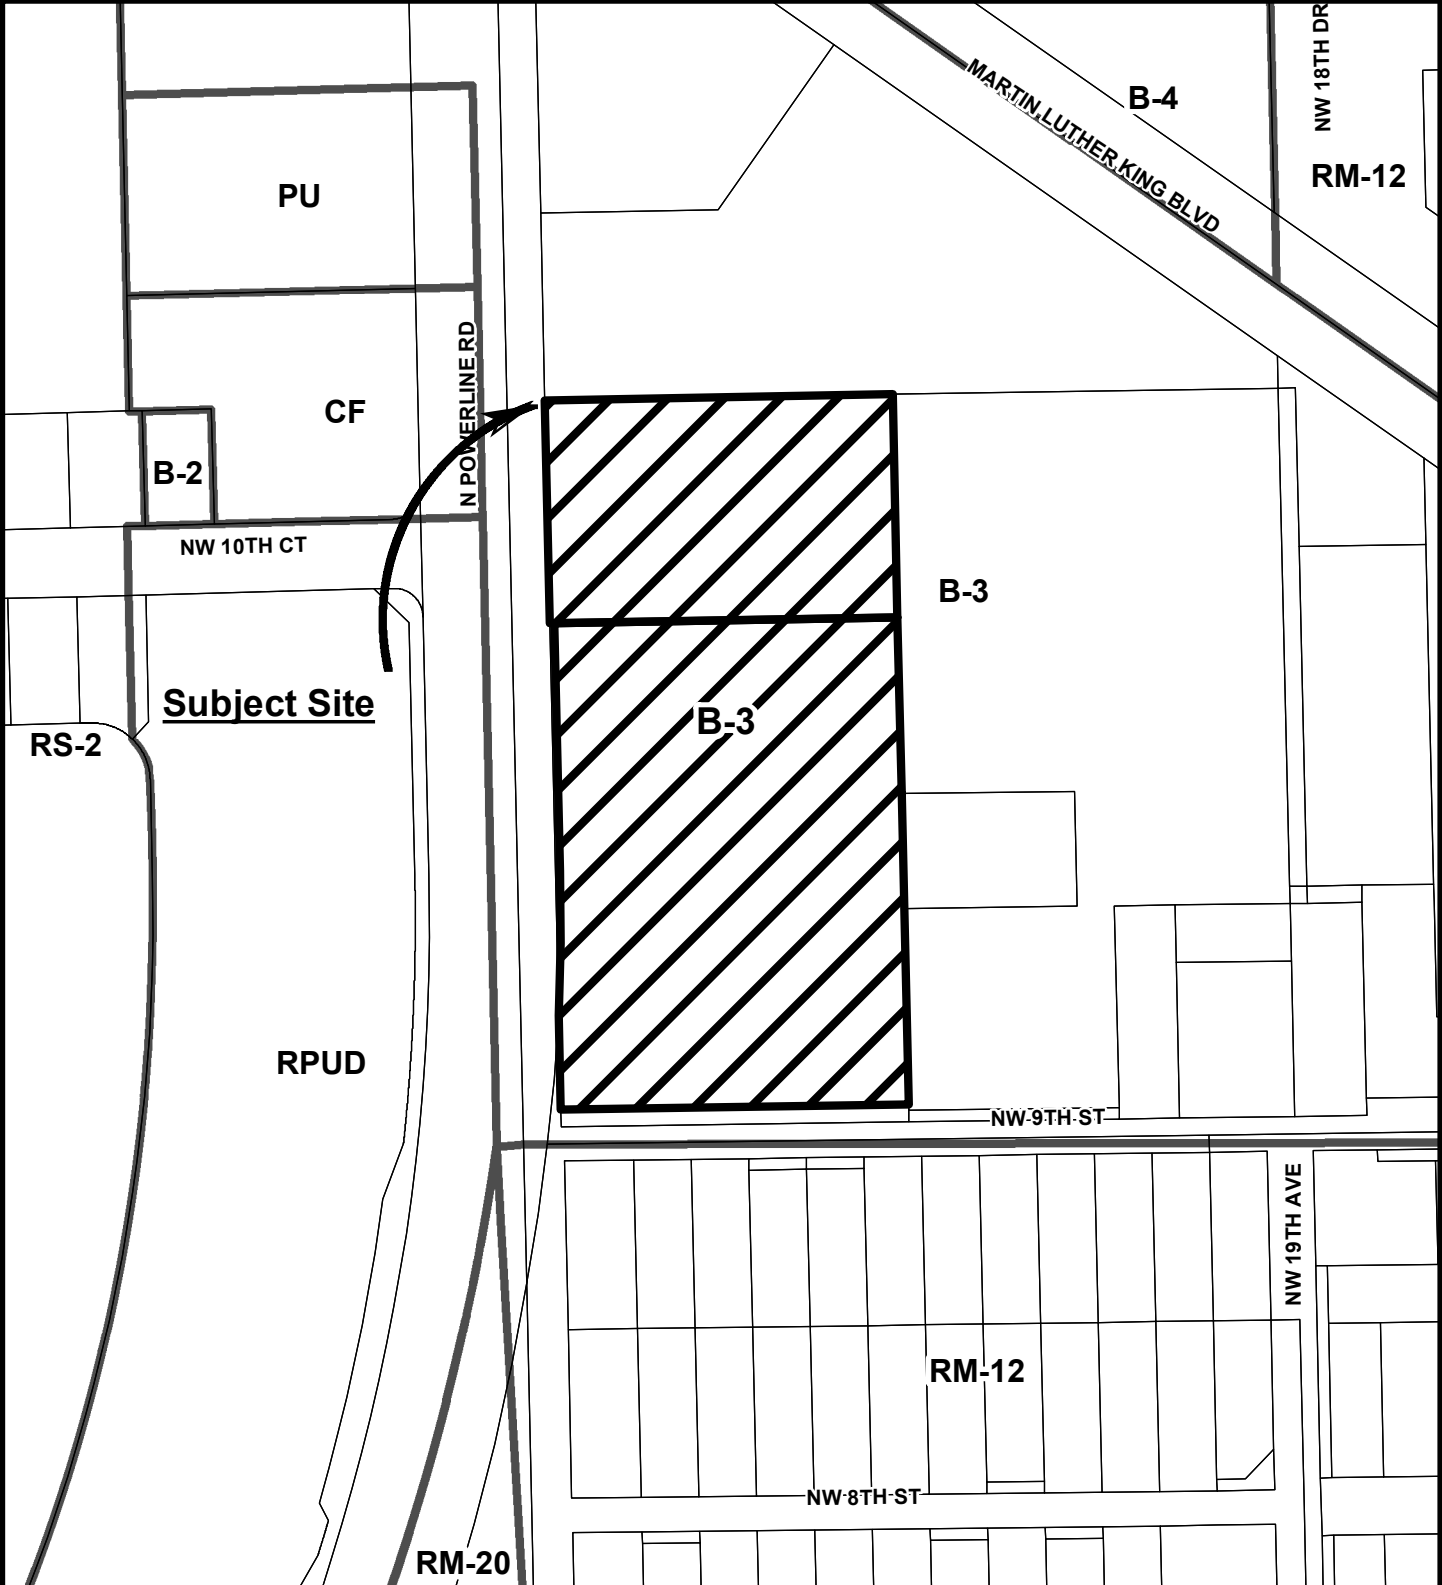 NW 18TH DR
MARTIN LUTHER KING BLVD
B-4
RM-12
PU
N POWERLINE RD
CF
B-2
NW 10TH CT
B-3
Subject Site
B-3
RS-2
RPUD
NW 9TH ST
NW 19TH AVE
RM-12
NW 8TH ST
RM-20